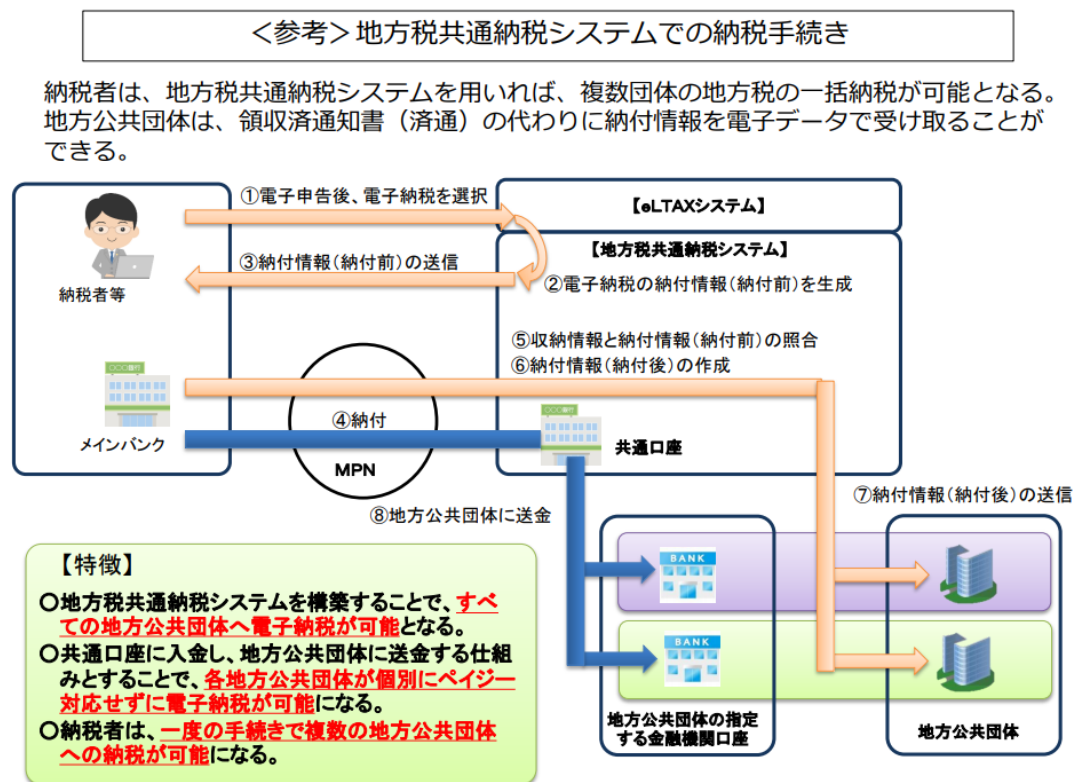 ＜参考＞地方税共通納税システムでの納税手続き
納税者は、地方税共通納税システムを用いれば、複数団体の地方税の一括納税が可能となる。
地方公共団体は、領収済通知書（済通）の代わりに納付情報を電子データで受け取ることが
できる。
①電子申告後、電子納税を選択
【eLTAXシステム】
【地方税共通納税システム】
③納付情報（納付前）の送信
②電子納税の納付情報（納付前）を生成
納税者等
⑤収納情報と納付情報（納付前）の照合
⑥納付情報（納付後）の作成
〇〇〇銀行
〇〇〇銀行
④納付
メインバンク
共通口座
MPN
⑦納付情報（納付後）の送信
⑧地方公共団体に送金
BANK
BANK
地方公共団体の指定
する金融機関口座
地方公共団体
【特徴】
〇地方税共通納税システムを構築することで、すべ
ての地方公共団体へ電子納税が可能となる。
〇共通口座に入金し、地方公共団体に送金する仕組
みとすることで、各地方公共団体が個別にペイジー
対応せずに電子納税が可能になる。
〇納税者は、一度の手続きで複数の地方公共団体
への納税が可能になる。